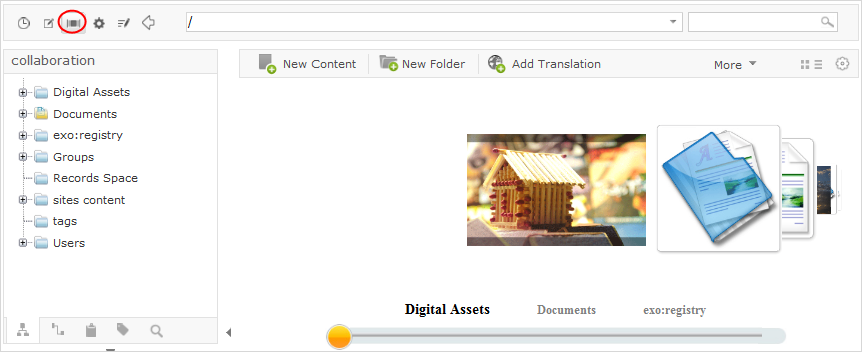 /
collaboration
New Content New Folder Add Translation More
Digital Assets
Documents
exo:registry
Groups
Records Space
sites content
tags
Users
Digital Assets Documents exo:registry